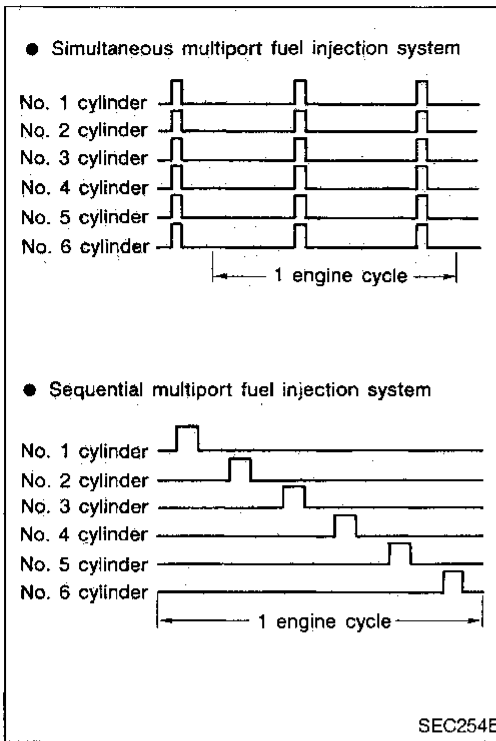 ● Simultaneous multiport fuel injection system
No. 1 cylinder
No. 2 cylinder
No. 3 cylinder
No. 4 cylinder
No. 5 cylinder
No. 6 cylinder
1 engine cycle
● Sequential multiport fuel injection system
No. 1 cylinder
No. 2 cylinder
No. 3 cylinder
No. 4 cylinder
No. 5 cylinder
No. 6 cylinder
1 engine cycle
SEC254E